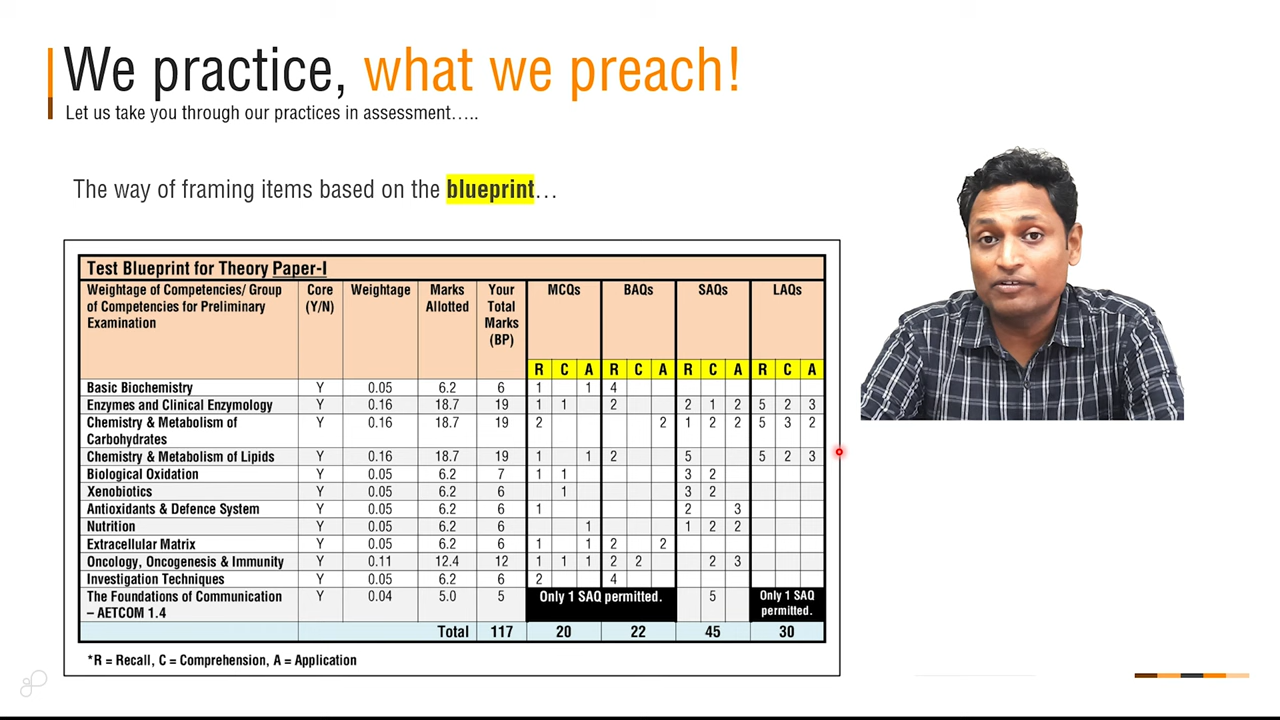 We practice, what we preach!
Let us take you through our practices in assessment…..
The way of framing items based on the blueprint…
Test Blueprint for Theory Paper-I
Weightage of Competencies/ Group of Competencies for Preliminary Examination Core (Y/N) Weightage Marks Allotted Your Total Marks (BP) MCQs BAQs SAQs LAQs
R C A R C A R C A R C A
Basic Biochemistry Y 0.05 6.2 6 1 1 4
Enzymes and Clinical Enzymology Y 0.16 18.7 19 1 1 2 2 1 2 5 2 3
Chemistry & Metabolism of Carbohydrates Y 0.16 18.7 19 2 2 1 2 2 5 3 2
Chemistry & Metabolism of Lipids Y 0.16 18.7 19 1 1 2 5 5 2 3
Biological Oxidation Y 0.05 6.2 7 1 1 3 2
Xenobiotics Y 0.05 6.2 6 1 3 2
Antioxidants & Defence System Y 0.05 6.2 6 1 2 3
Nutrition Y 0.05 6.2 6 1 1 2 2
Extracellular Matrix Y 0.05 6.2 6 1 1 2 2
Oncology, Oncogenesis & Immunity Y 0.11 12.4 12 1 1 1 2 2 2 3
Investigation Techniques Y 0.05 6.2 6 2 4
The Foundations of Communication – AETCOM 1.4 Y 0.04 5.0 5 Only 1 SAQ permitted. 5 Only 1 SAQ permitted.
Total 117 20 22 45 30
*R = Recall, C = Comprehension, A = Application